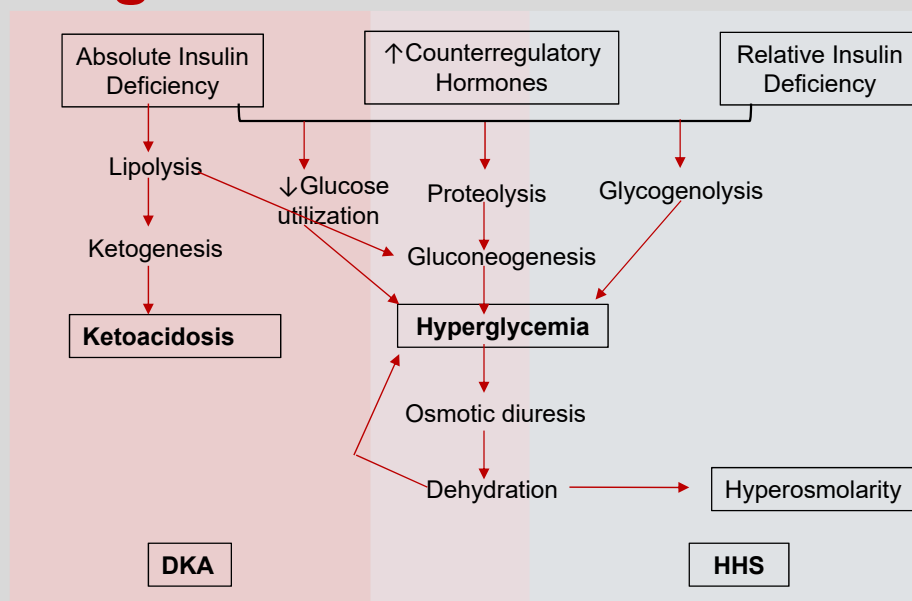 Absolute Insulin
Deficiency
↑Counterregulatory
Hormones
Relative Insulin
Deficiency
Lipolysis
↓Glucose
utilization
Proteolysis
Glycogenolysis
Ketogenesis
Gluconeogenesis
Ketoacidosis
Hyperglycemia
Osmotic diuresis
Dehydration
Hyperosmolarity
DKA
HHS